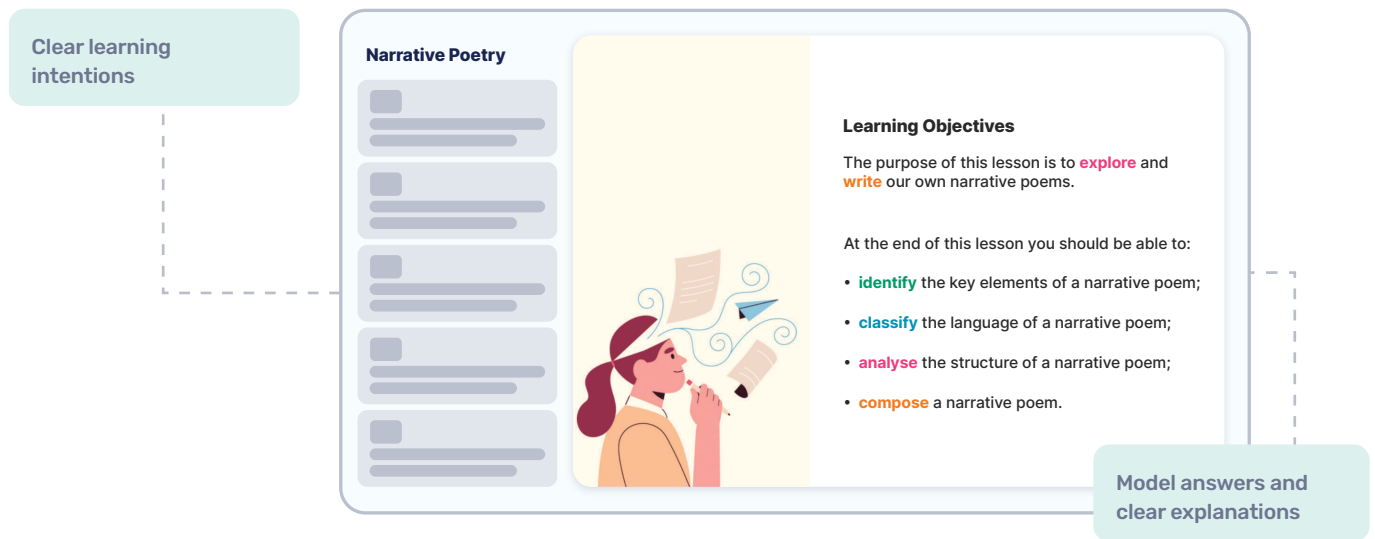 Clear learning
intentions
Narrative Poetry
Learning Objectives
The purpose of this lesson is to explore and
write our own narrative poems.
At the end of this lesson you should be able to:
• identify the key elements of a narrative poem;
• classify the language of a narrative poem;
• analyse the structure of a narrative poem;
• compose a narrative poem.
Model answers and
clear explanations